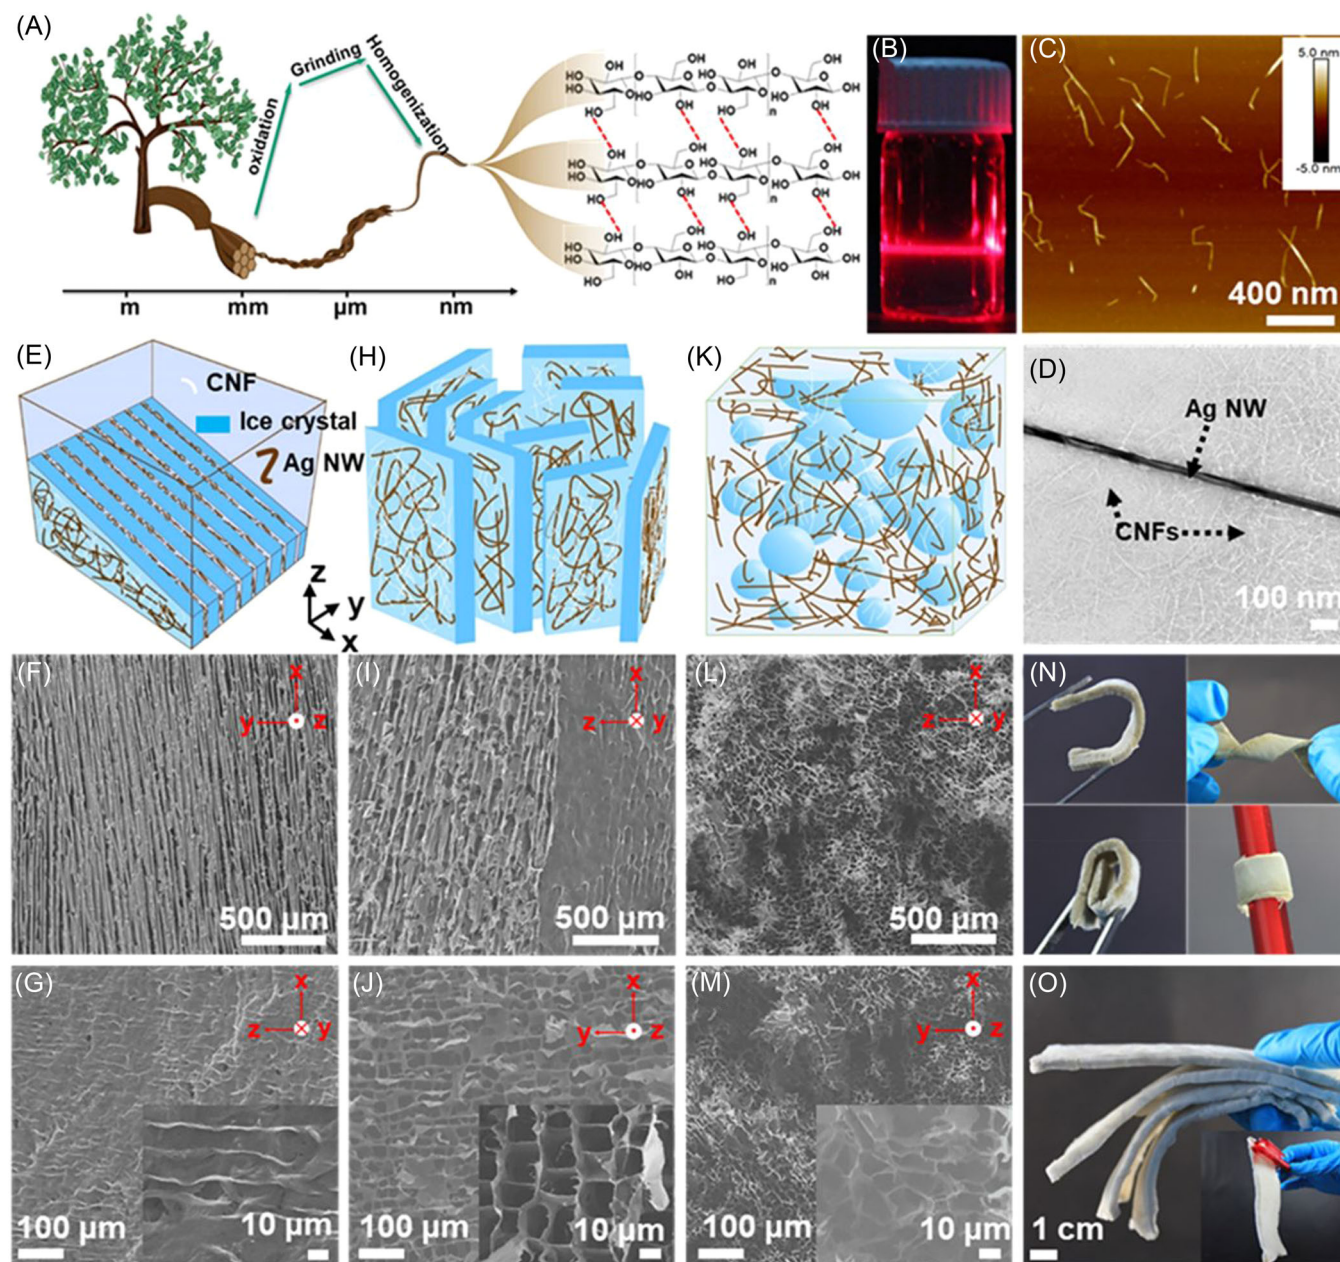 (A)
oxidation
Grinding
Homogenization
m
mm
µm
nm
OH
HO
O
n
(B)
(C)
5.0 nm
-5.0 nm
400 nm
(E)
CNF
Ice crystal
Ag NW
z
y
x
(H)
(K)
(D)
Ag NW
CNFs
100 nm
(F)
x
y
z
500 µm
(I)
x
z
y
500 µm
(L)
x
z
y
500 µm
(N)
(G)
x
z
y
100 µm
10 µm
(J)
x
y
z
100 µm
10 µm
(M)
x
y
z
100 µm
10 µm
(O)
1 cm